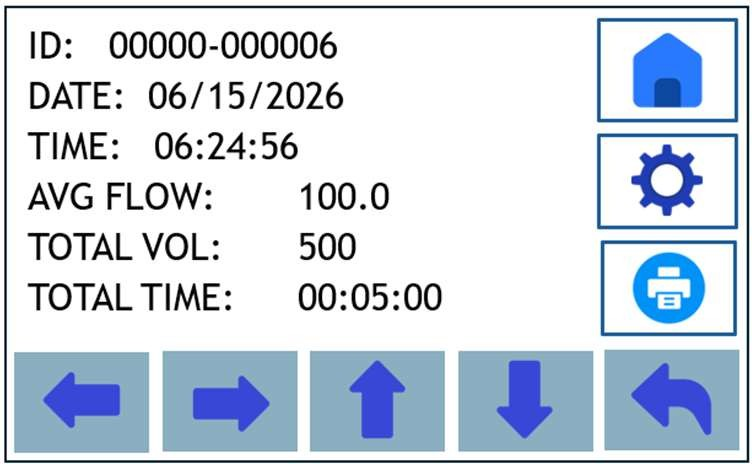 ID: 00000-000006
DATE: 06/15/2026
TIME: 06:24:56
AVG FLOW: 100.0
TOTAL VOL: 500
TOTAL TIME: 00:05:00